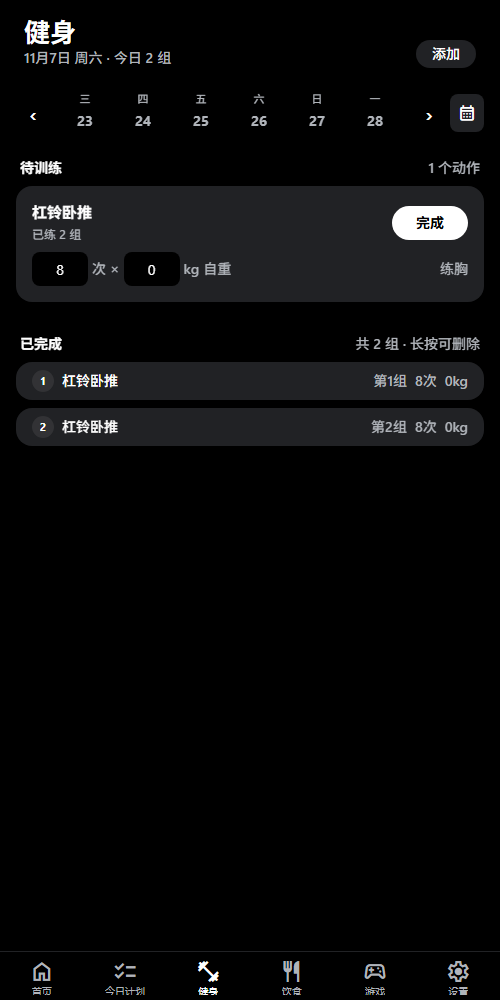 健身
11月7日 周六 · 今日 2 组
添加
‹ 三 四 五 六 日 一 ›
23 24 25 26 27 28
待训练 1 个动作
杠铃卧推
已练 2 组
完成
8 次 × 0 kg 自重 练胸
已完成 共 2 组 · 长按可删除
1 杠铃卧推 第1组 8次 0kg
2 杠铃卧推 第2组 8次 0kg
首页 今日计划 健身 饮食 游戏 设置